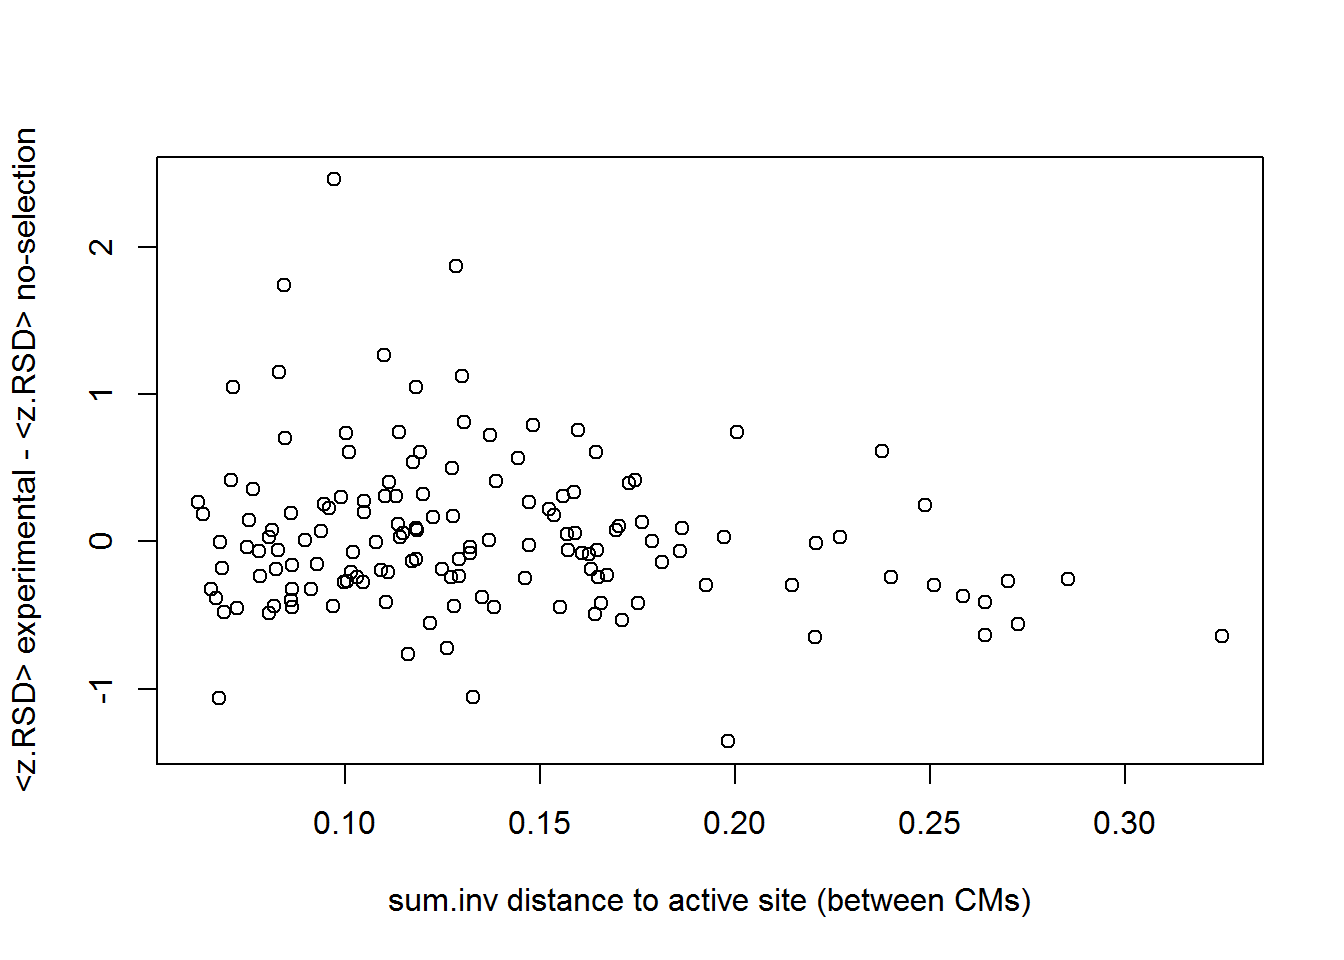 <z.RSD> experimental - <z.RSD> no-selection
2
1
0
-1
0.10 0.15 0.20 0.25 0.30
sum.inv distance to active site (between CMs)